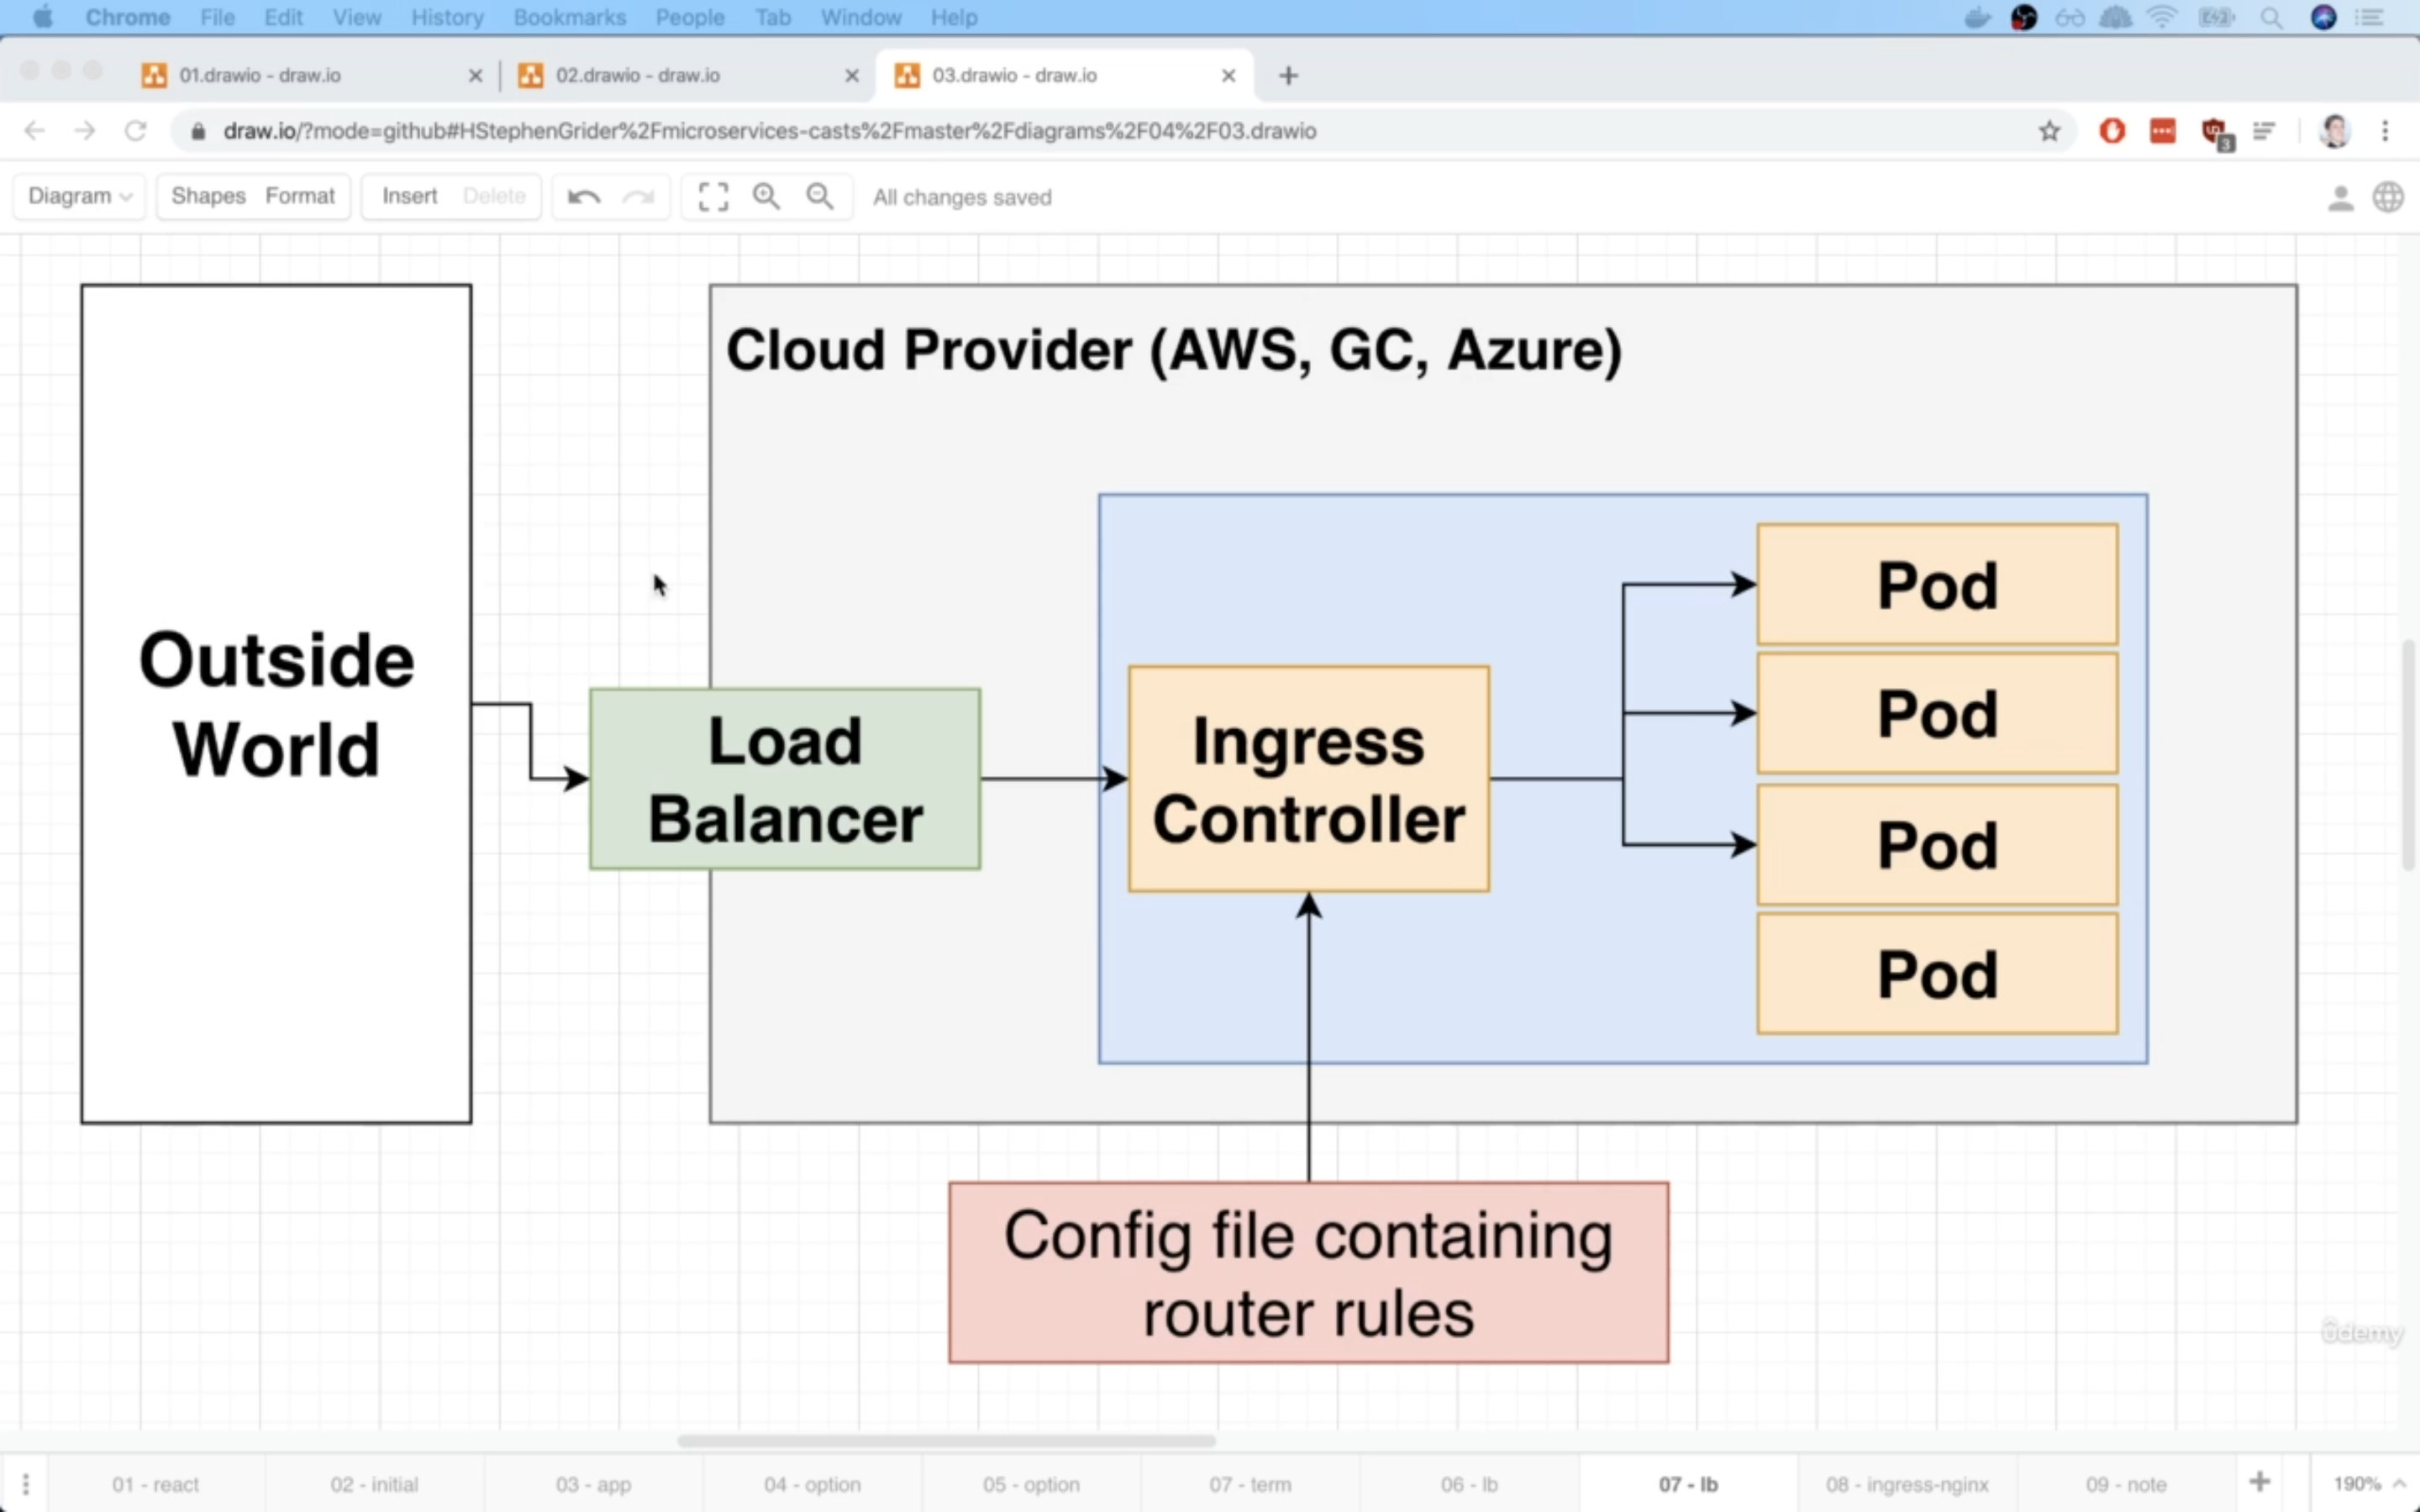 Chrome File Edit View History Bookmarks People Tab Window Help
01.drawio - draw.io
02.drawio - draw.io
03.drawio - draw.io
draw.io/?mode=github#HStephenGrider%2Fmicroservices-casts%2Fmaster%2Fdiagrams%2F04%2F03.drawio
3
Diagram Shapes Format Insert Delete All changes saved
Cloud Provider (AWS, GC, Azure)
Outside
World
Load
Balancer
Ingress
Controller
Pod
Pod
Pod
Pod
Config file containing
router rules
ûdemy
01 - react
02 - initial
03 - app
04 - option
05 - option
07 - term
06 - lb
07 - lb
08 - ingress-nginx
09 - note
190%